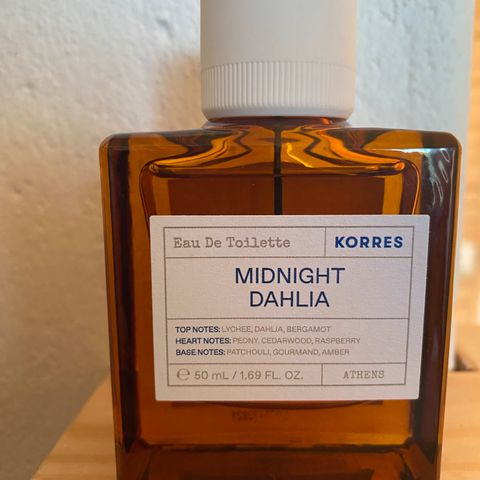 Eau De Toilette
KORRES
MIDNIGHT
DAHLIA
TOP NOTES: LYCHEE, DAHLIA, BERGAMOT
HEART NOTES: PEONY, CEDARWOOD, RASPBERRY
BASE NOTES: PATCHOULI, GOURMAND, AMBER
℮ 50 mL / 1.69 FL. OZ.
ATHENS